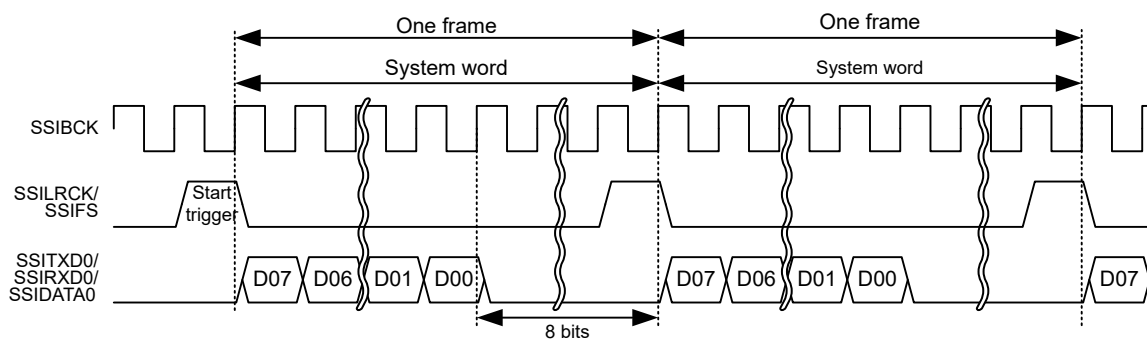 One frame
One frame
System word
System word
SSIBCK
SSILRCK/
SSIFS
Start
trigger
SSITXD0/
SSIRXD0/
SSIDATA0
D07
D06
D01
D00
D07
D06
D01
D00
D07
8 bits